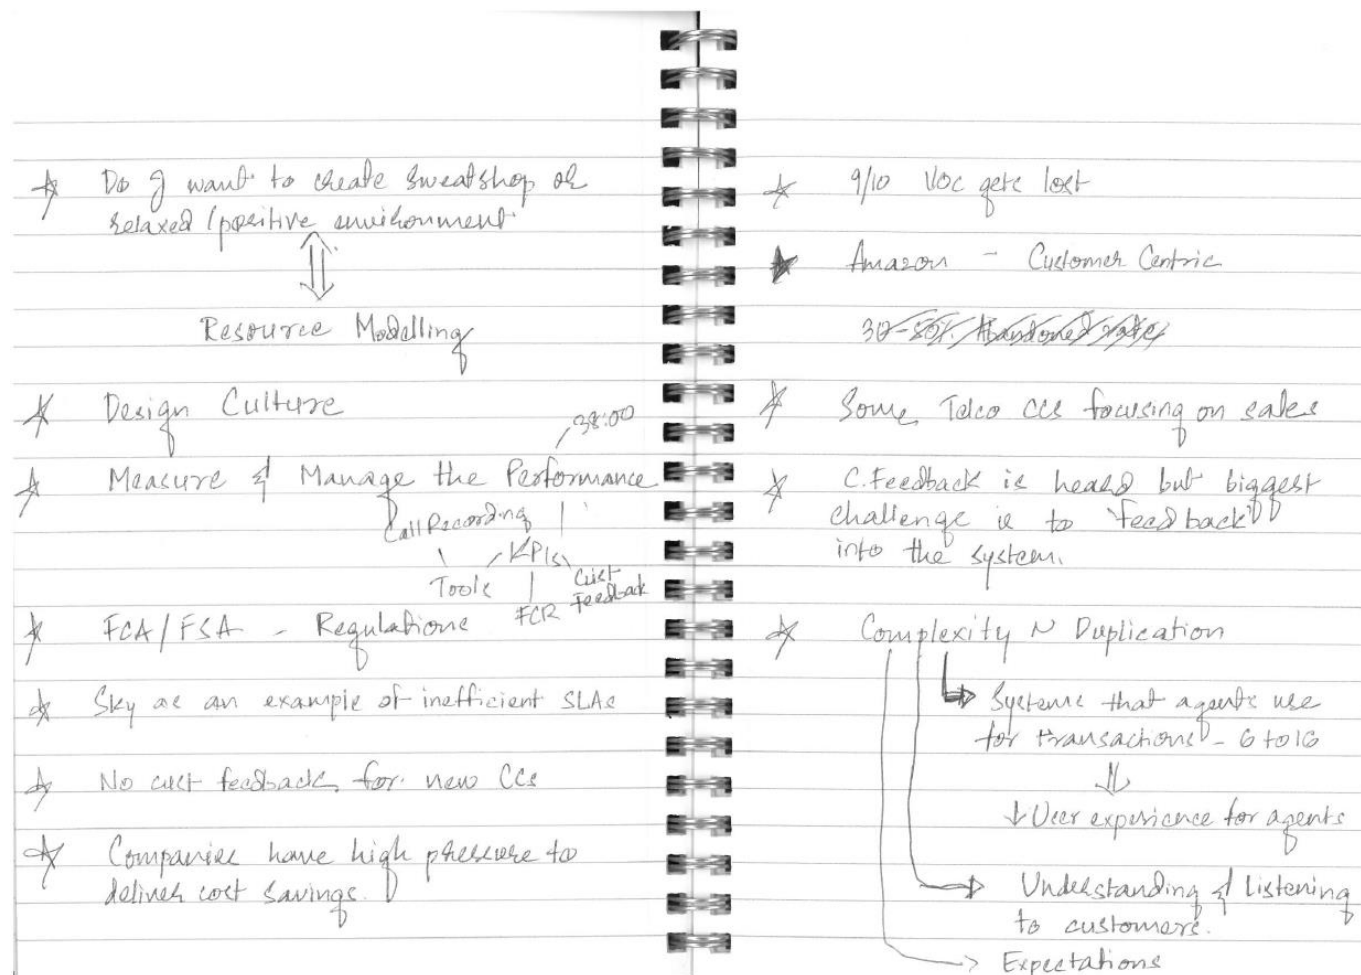 Do I want to create sweatshop or
relaxed/positive environment
Resource Modelling
Design Culture
38:00
Measure & Manage the Performance
Call Recording
KPIs
Tools
FCR
Cust
Feedback
FCA/FSA - Regulations
Sky as an example of inefficient SLAs
No cust feedback for new CCs
Companies have high pressure to
deliver cost savings.
9/10 VOC gets lost
Amazon - Customer Centric
30-50% Abandoned rates
Some Telco CCs focusing on sales
C.Feedback is heard but biggest
challenge is to 'feedback'
into the system.
Complexity N Duplication
Systems that agents use
for transactions - 6 to 16
↓ User experience for agents
Understanding & listening
to customers.
Expectations